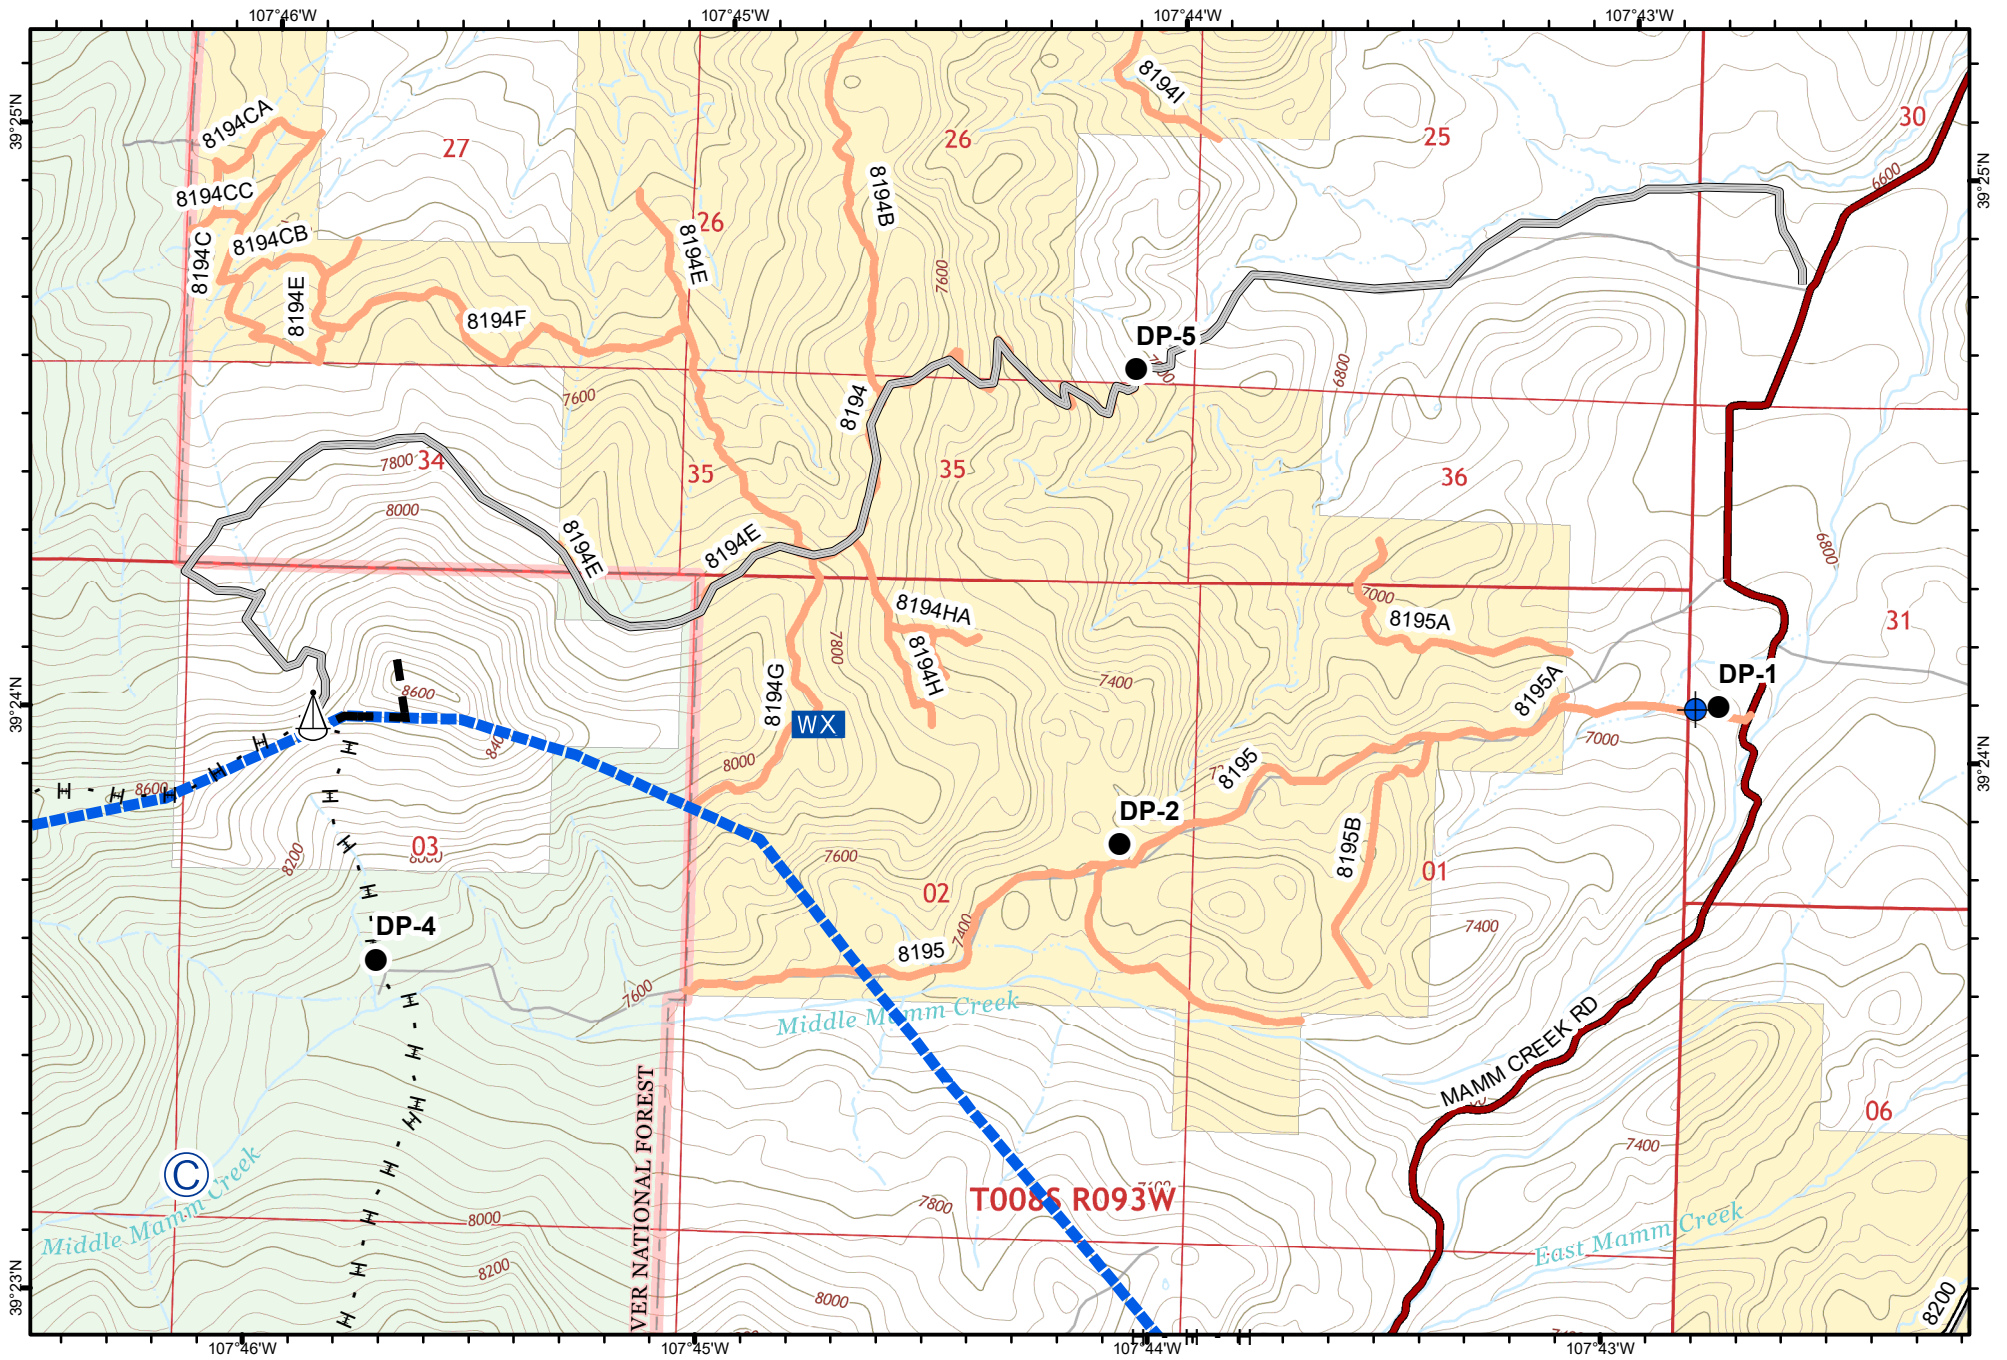 107°46'W 107°45'W 107°44'W 107°43'W
39°25'N
8194CA
8194I
27
26
25
30
6600
39°25'N
8194CC
8194B
26
8194C
8194CB
8194E
8194E
7600
8194F
DP-5
6800
7600
8194
34
7800
35
35
36
8000
8194E
8194E
6800
7000
8194HA
8195A
31
7800
8194H
39°24'N
8600
8194G
7400
8195A
DP-1
WX
7000
8000
8195
39°24'N
8600
DP-2
8195B
03
8200
7600
01
02
DP-4
7400
7400
8195
7600
Middle Mamm Creek
MAMM CREEK RD
VER NATIONAL FOREST
06
7400
C
Middle Mamm Creek
T008S R093W
7800
8000
East Mamm Creek
8200
39°23'N
8000
8200
107°46'W 107°45'W 107°44'W 107°43'W